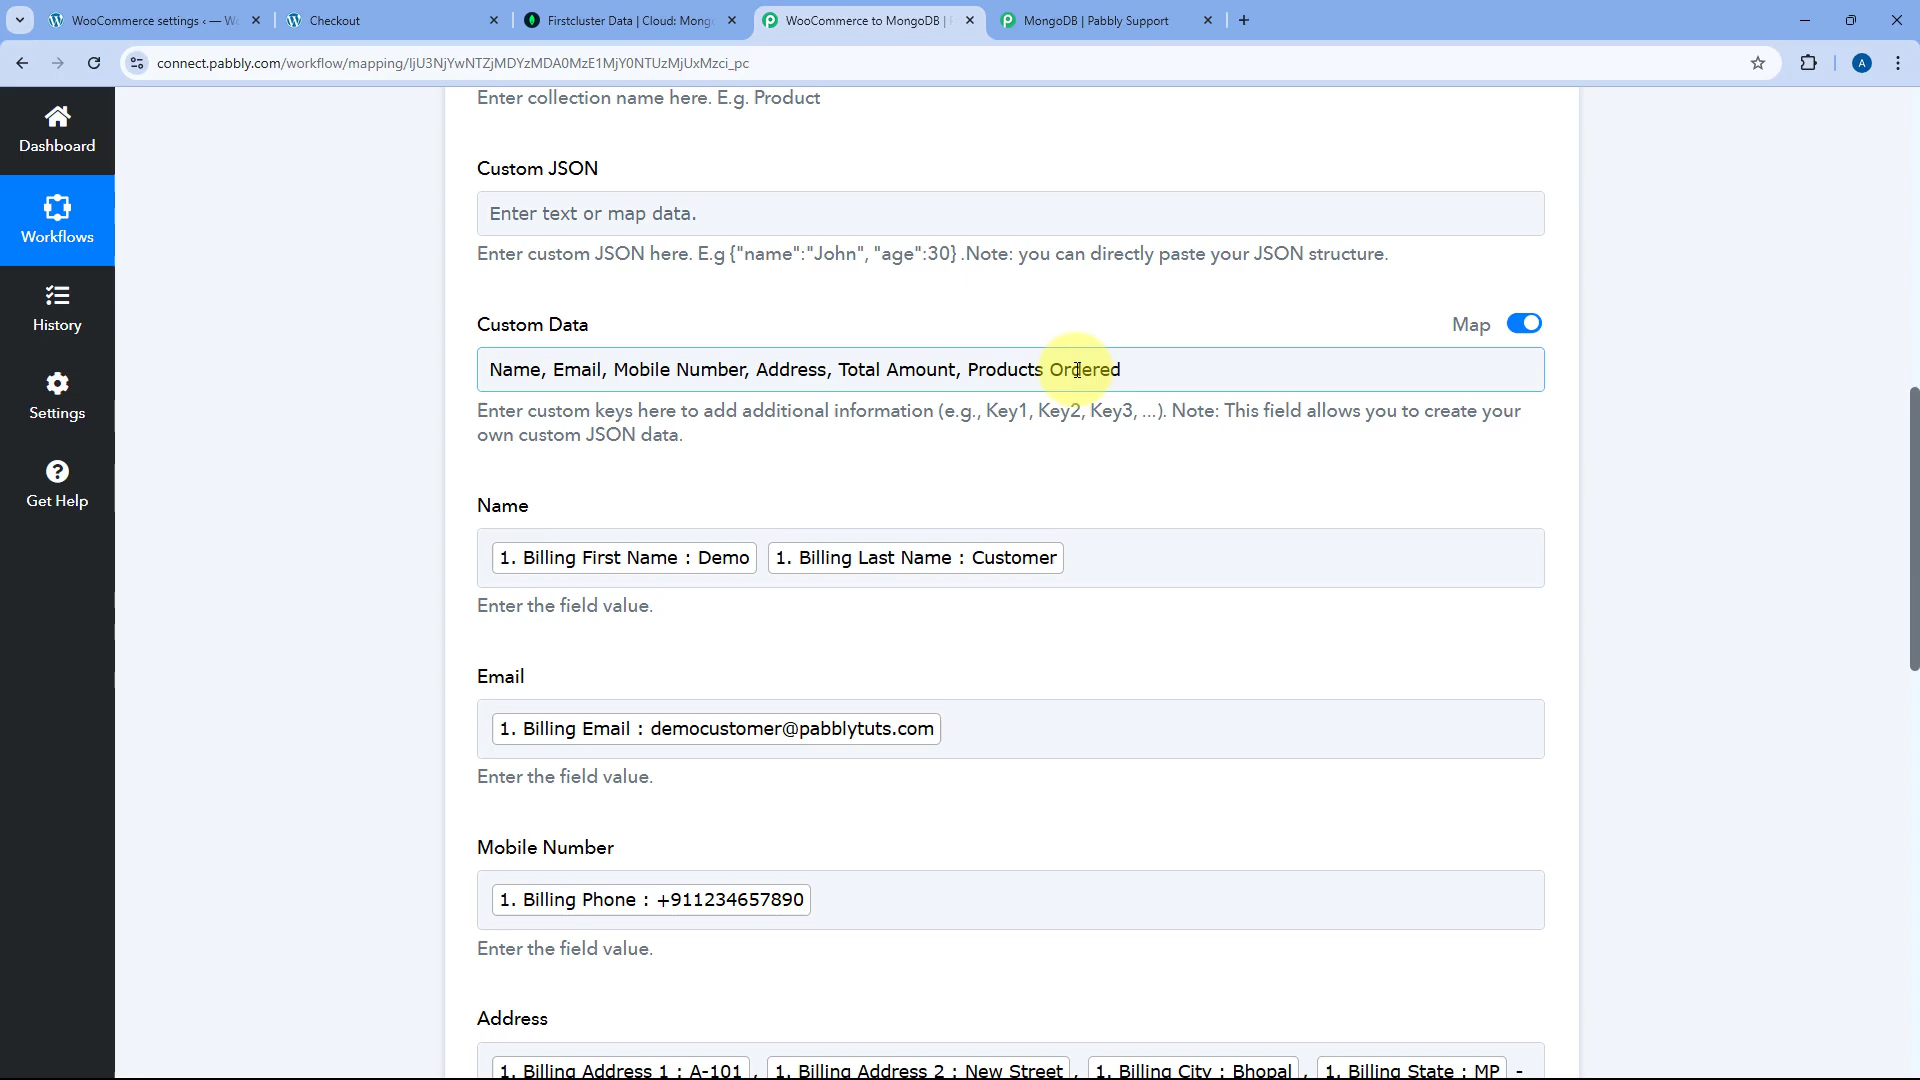 WooCommerce settings ‹ — W
Checkout
Firstcluster Data | Cloud: Mong
WooCommerce to MongoDB |
MongoDB | Pabbly Support
connect.pabbly.com/workflow/mapping/IjU3NjYwNTZjMDYzMDA0MzE1MjY0NTUzMjUxMzci_pc
A
Dashboard
Workflows
History
Settings
Get Help
Enter collection name here. E.g. Product
Custom JSON
Enter text or map data.
Enter custom JSON here. E.g {"name":"John", "age":30} .Note: you can directly paste your JSON structure.
Custom Data
Map
Name, Email, Mobile Number, Address, Total Amount, Products Ordered
Enter custom keys here to add additional information (e.g., Key1, Key2, Key3, ...). Note: This field allows you to create your
own custom JSON data.
Name
1. Billing First Name : Demo 1. Billing Last Name : Customer
Enter the field value.
Email
1. Billing Email : democustomer@pabblytuts.com
Enter the field value.
Mobile Number
1. Billing Phone : +911234657890
Enter the field value.
Address
1. Billing Address 1 : A-101 , 1. Billing Address 2 : New Street , 1. Billing City : Bhopal , 1. Billing State : MP -